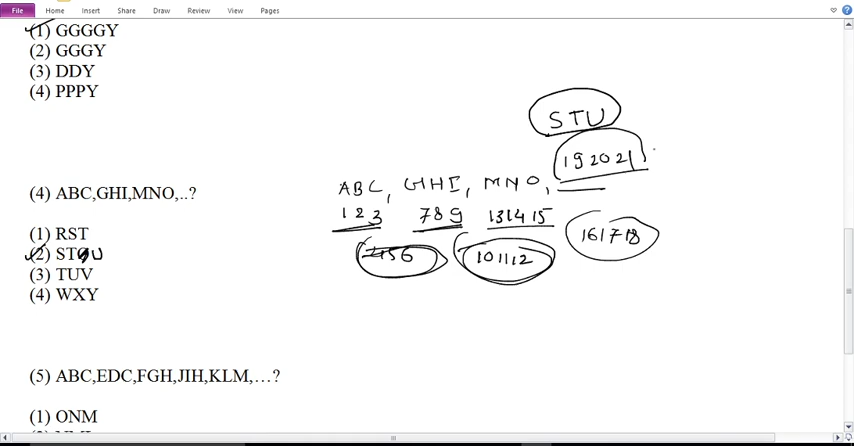 File Home Insert Share Draw Review Pages
(1) GGGGY
(2) GGGY
(3) DDY
(4) PPPY
STU
19 20 21
(4) ABC,GHI,MNO,..?
ABC, GHI, MNO,
1 2 3 7 8 9 13 14 15
(1) RST
16 17 18
(2) STU
4 5 6 10 11 12
(3) TUV
(4) WXY
(5) ABC,EDC,FGH,JIH,KLM,…?
(1) ONM